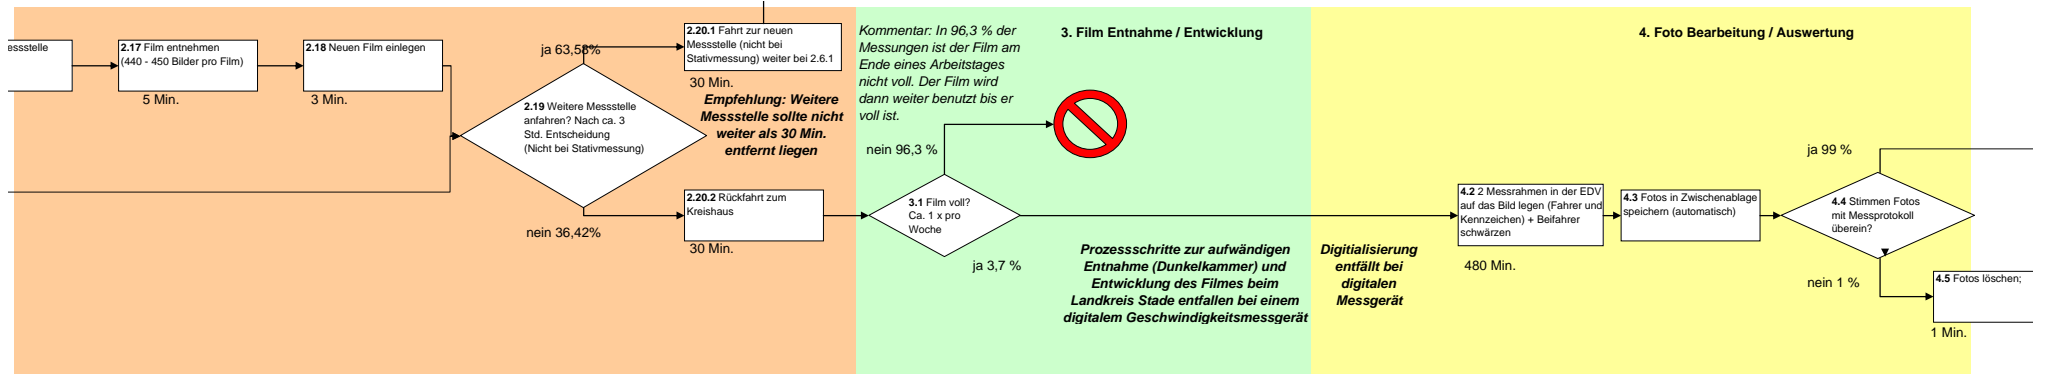 essstelle
2.17 Film entnehmen
(440 - 450 Bilder pro Film)
5 Min.
2.18 Neuen Film einlegen
3 Min.
ja 63,58%
2.19 Weitere Messstelle
anfahren? Nach ca. 3
Std. Entscheidung
(Nicht bei Stativmessung)
nein 36,42%
2.20.1 Fahrt zur neuen
Messstelle (nicht bei
Stativmessung) weiter bei 2.6.1
30 Min.
Empfehlung: Weitere
Messstelle sollte nicht
weiter als 30 Min.
entfernt liegen
2.20.2 Rückfahrt zum
Kreishaus
30 Min.
Kommentar: In 96,3 % der
Messungen ist der Film am
Ende eines Arbeitstages
nicht voll. Der Film wird
dann weiter benutzt bis er
voll ist.
3. Film Entnahme / Entwicklung
nein 96,3 %
3.1 Film voll?
Ca. 1 x pro
Woche
ja 3,7 %
Prozessschritte zur aufwändigen
Entnahme (Dunkelkammer) und
Entwicklung des Filmes beim
Landkreis Stade entfallen bei einem
digitalem Geschwindigkeitsmessgerät
4. Foto Bearbeitung / Auswertung
Digitialisierung
entfällt bei
digitalen
Messgerät
4.2 2 Messrahmen in der EDV
auf das Bild legen (Fahrer und
Kennzeichen) + Beifahrer
schwärzen
480 Min.
4.3 Fotos in Zwischenablage
speichern (automatisch)
ja 99 %
4.4 Stimmen Fotos
mit Messprotokoll
überein?
nein 1 %
4.5 Fotos löschen;
1 Min.